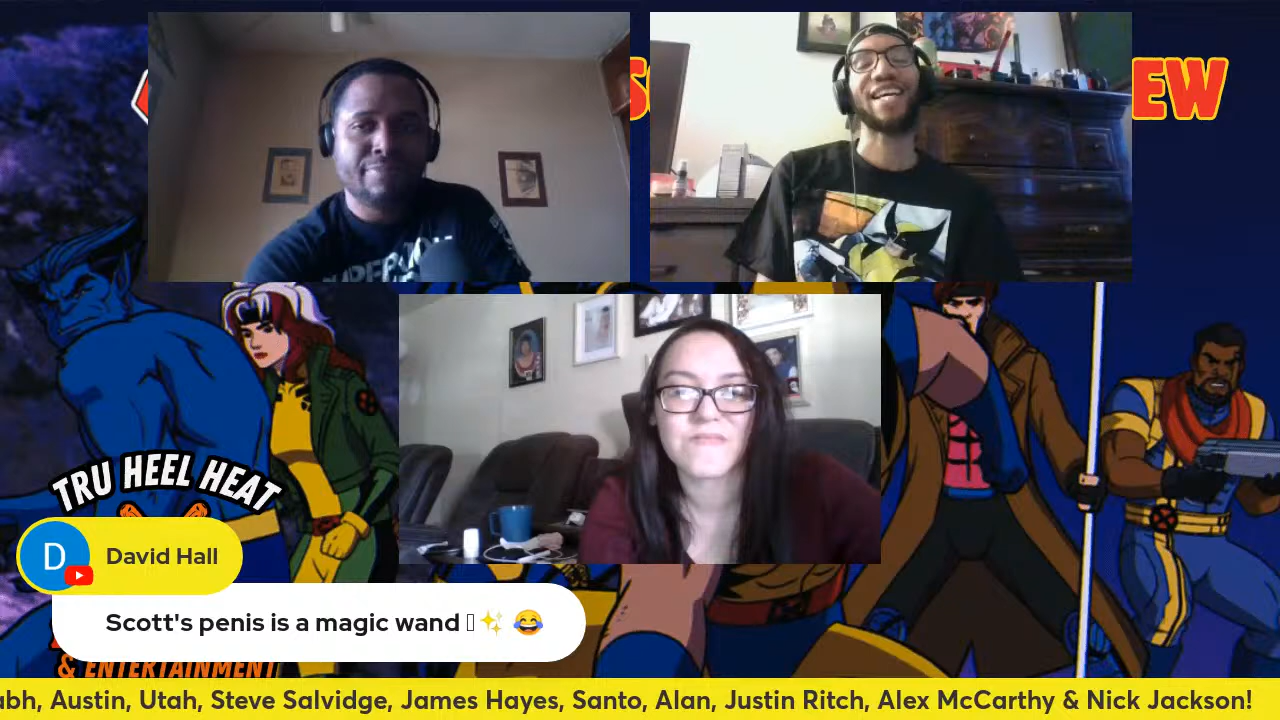 EW
TRU HEEL HEAT
David Hall
Scott's penis is a magic wand ✨ 😂
& ENTERTAINMENT
abh, Austin, Utah, Steve Salvidge, James Hayes, Santo, Alan, Justin Ritch, Alex McCarthy & Nick Jackson!